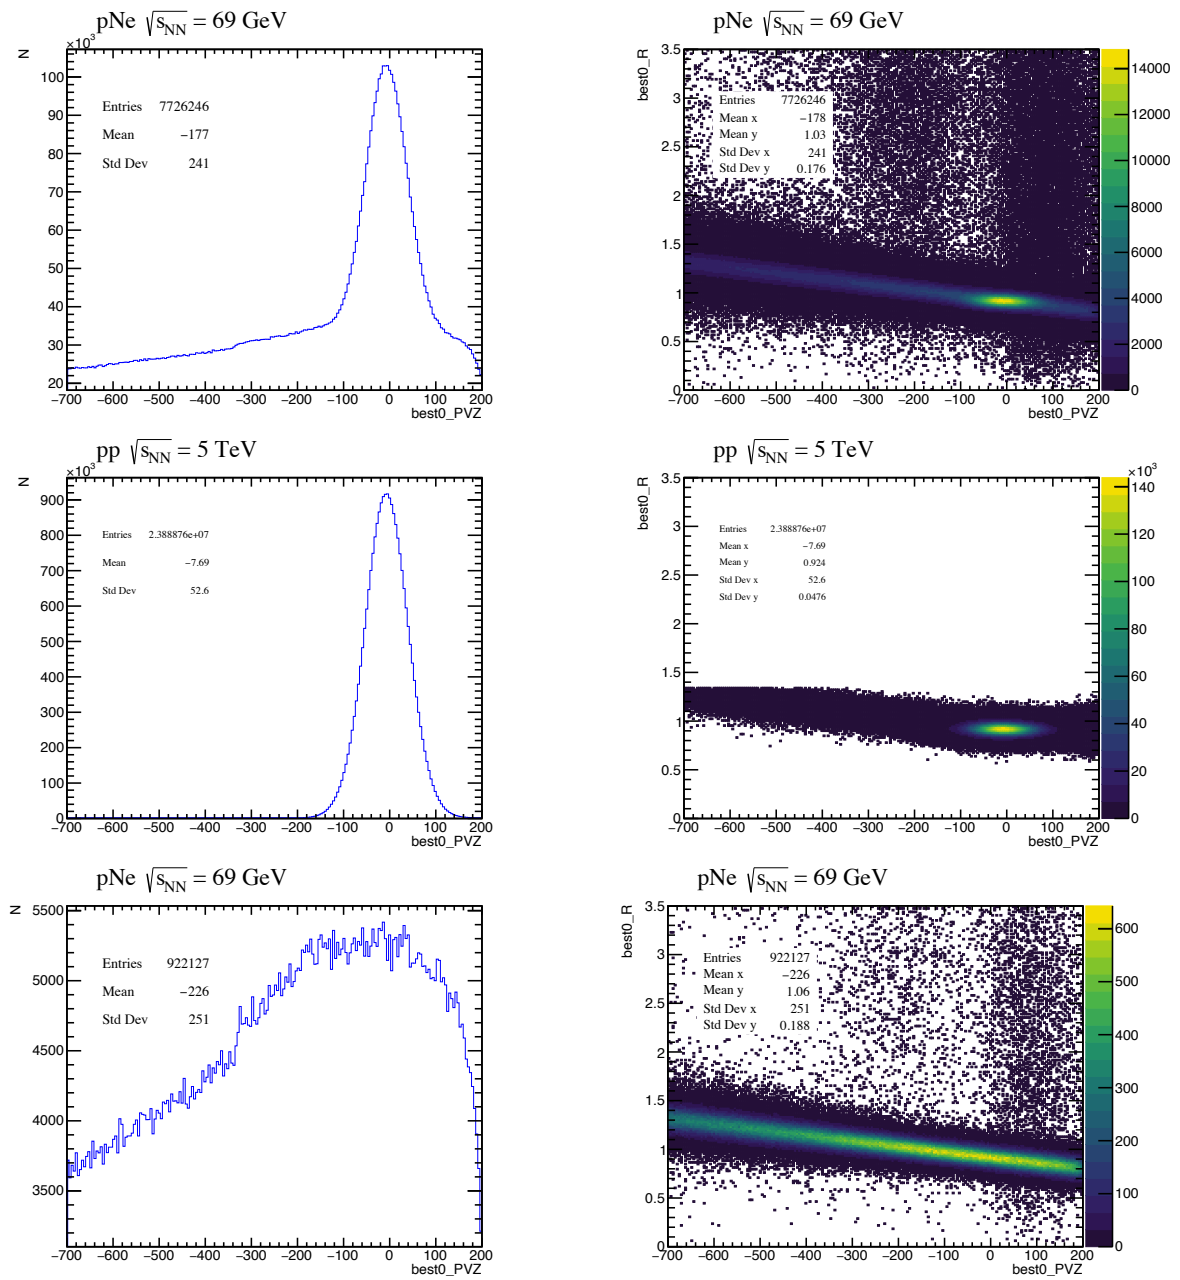 pNe √sNN = 69 GeV
×10³
N
100
90
80
70
60
50
40
30
20
Entries 7726246
Mean −177
Std Dev 241
−700 −600 −500 −400 −300 −200 −100 0 100 200
best0_PVZ
pNe √sNN = 69 GeV
best0_R
3.5
3
2.5
2
1.5
1
0.5
0
Entries 7726246
Mean x −178
Mean y 1.03
Std Dev x 241
Std Dev y 0.176
14000
12000
10000
8000
6000
4000
2000
0
−700 −600 −500 −400 −300 −200 −100 0 100 200
best0_PVZ
pp √sNN = 5 TeV
×10³
N
900
800
700
600
500
400
300
200
100
0
Entries 2.388876e+07
Mean −7.69
Std Dev 52.6
−700 −600 −500 −400 −300 −200 −100 0 100 200
best0_PVZ
pp √sNN = 5 TeV
best0_R
3.5
3
2.5
2
1.5
1
0.5
0
Entries 2.388876e+07
Mean x −7.69
Mean y 0.924
Std Dev x 52.6
Std Dev y 0.0476
×10³
140
120
100
80
60
40
20
0
−700 −600 −500 −400 −300 −200 −100 0 100 200
best0_PVZ
pNe √sNN = 69 GeV
N
5500
5000
4500
4000
3500
Entries 922127
Mean −226
Std Dev 251
−700 −600 −500 −400 −300 −200 −100 0 100 200
best0_PVZ
pNe √sNN = 69 GeV
best0_R
3.5
3
2.5
2
1.5
1
0.5
0
Entries 922127
Mean x −226
Mean y 1.06
Std Dev x 251
Std Dev y 0.188
600
500
400
300
200
100
0
−700 −600 −500 −400 −300 −200 −100 0 100 200
best0_PVZ